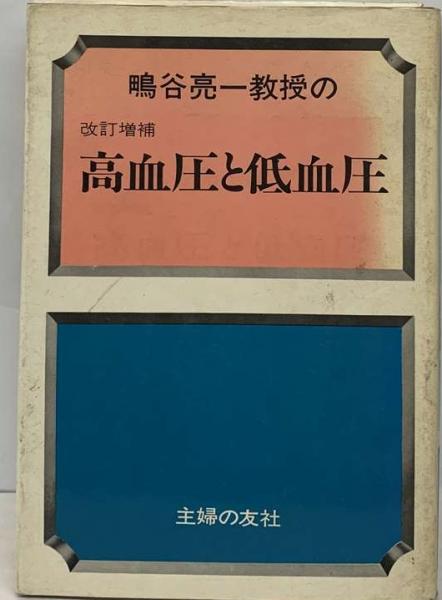 鴫谷亮一教授の
改訂増補
高血圧と低血圧
主婦の友社